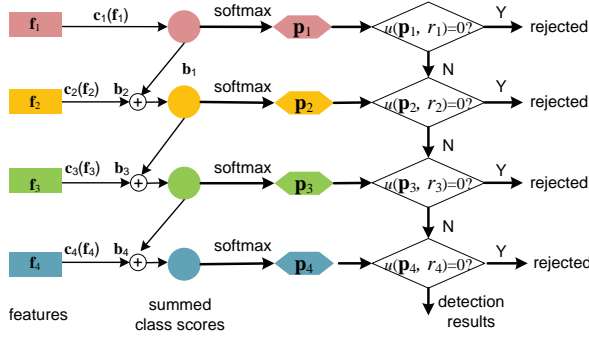 f1 c1(f1) softmax p1 u(p1, r1)=0? Y rejected
b1 N
f2 c2(f2) b2 + softmax p2 u(p2, r2)=0? Y rejected
N
f3 c3(f3) b3 + softmax p3 u(p3, r3)=0? Y rejected
N
f4 c4(f4) b4 + softmax p4 u(p4, r4)=0? Y rejected
features summed detection
class scores results